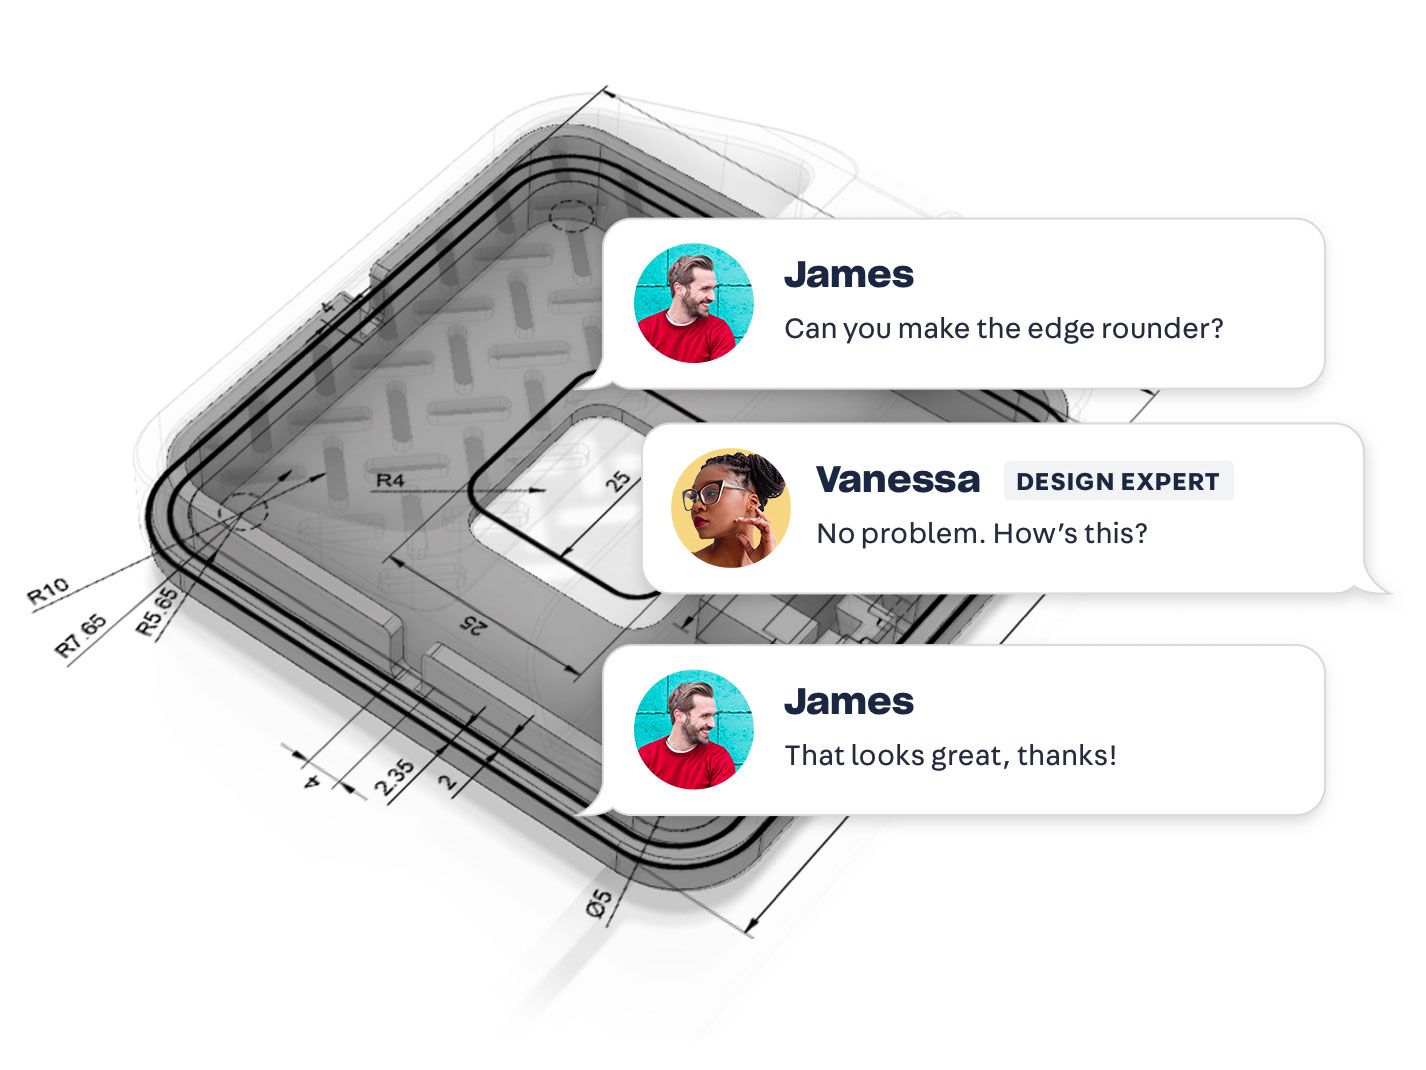 4
James
Can you make the edge rounder?
R4
25
Vanessa
DESIGN EXPERT
No problem. How's this?
R10
R7.65
R5.65
25
James
That looks great, thanks!
4
2.35
2
Ø5